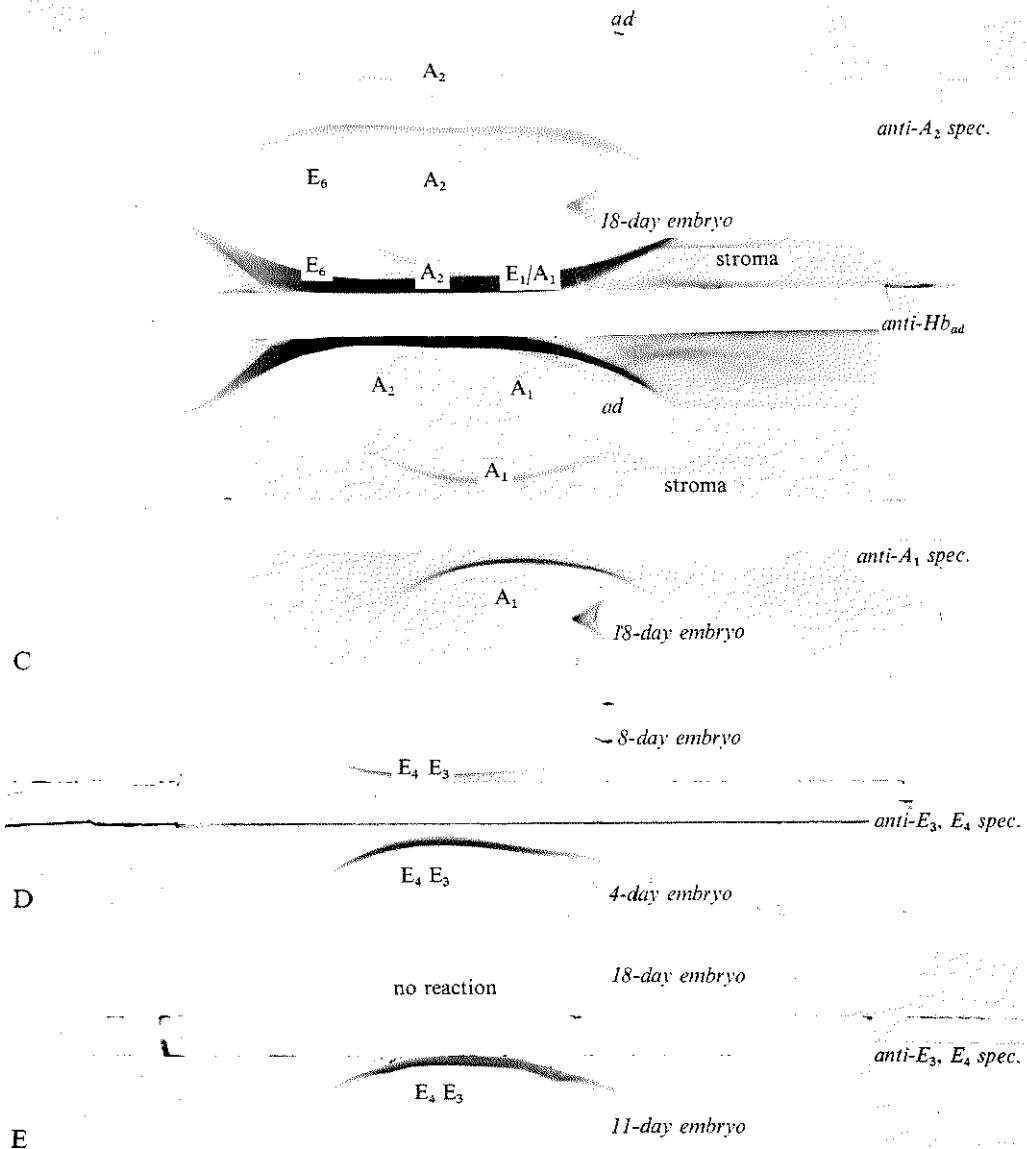 ad
A₂
anti-A₂ spec.
E₆ A₂
18-day embryo
stroma
E₆ A₂ E₁/A₁
anti-Hb_ad
A₂ A₁ ad
A₁ stroma
anti-A₁ spec.
A₁
18-day embryo
C
8-day embryo
E₄ E₃
anti-E₃, E₄ spec.
E₄ E₃
D 4-day embryo
18-day embryo
no reaction
anti-E₃, E₄ spec.
E₄ E₃
11-day embryo
E